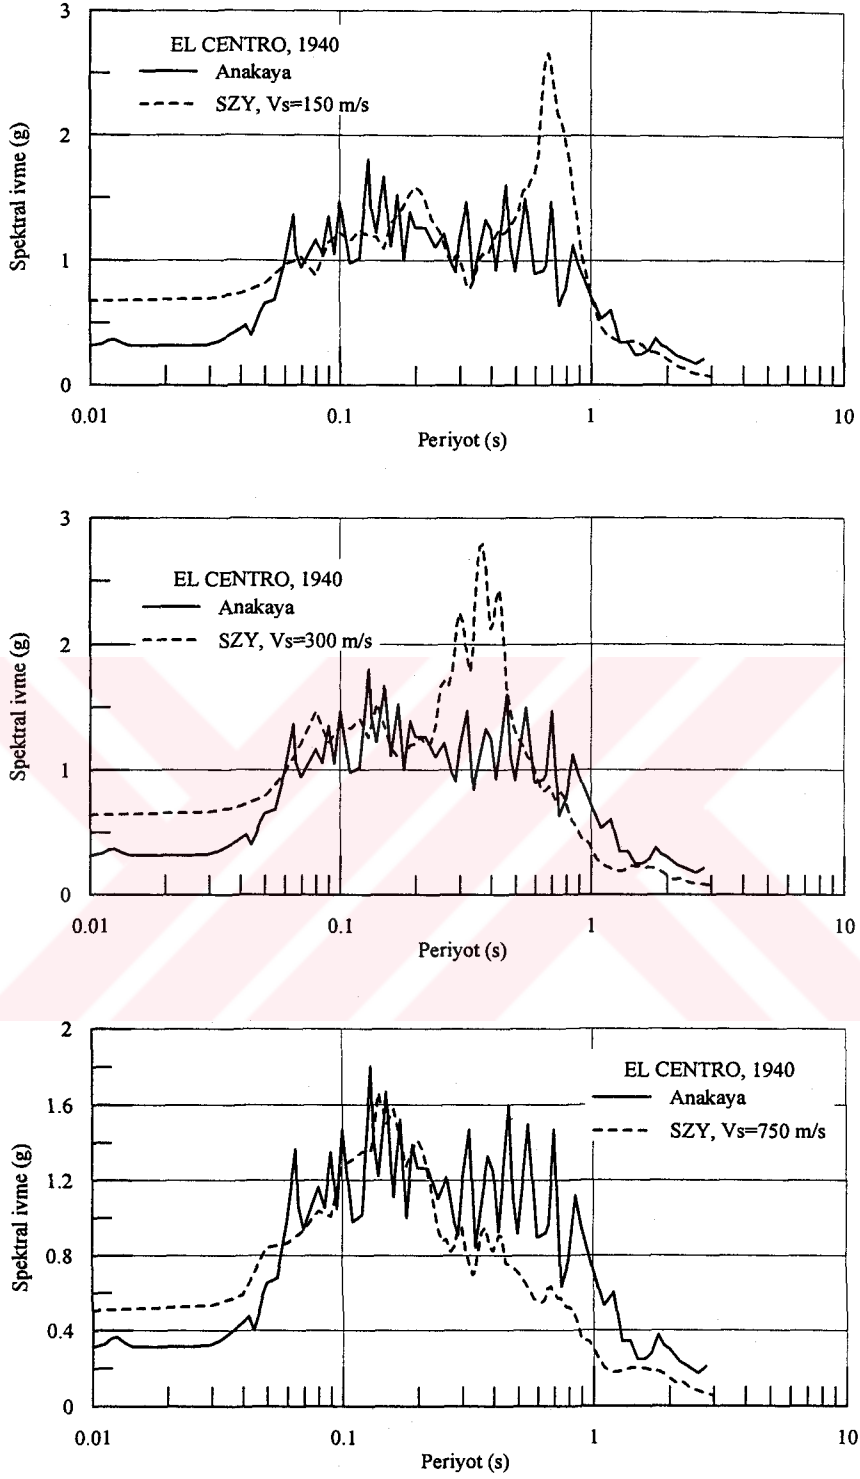 3
EL CENTRO, 1940
Anakaya
SZY, Vs=150 m/s
2
Spektral ivme (g)
1
0
0.01 0.1 1 10
Periyot (s)
3
EL CENTRO, 1940
Anakaya
SZY, Vs=300 m/s
2
Spektral ivme (g)
1
0
0.01 0.1 1 10
Periyot (s)
2
EL CENTRO, 1940
Anakaya
SZY, Vs=750 m/s
1.6
1.2
Spektral ivme (g)
0.8
0.4
0
0.01 0.1 1 10
Periyot (s)